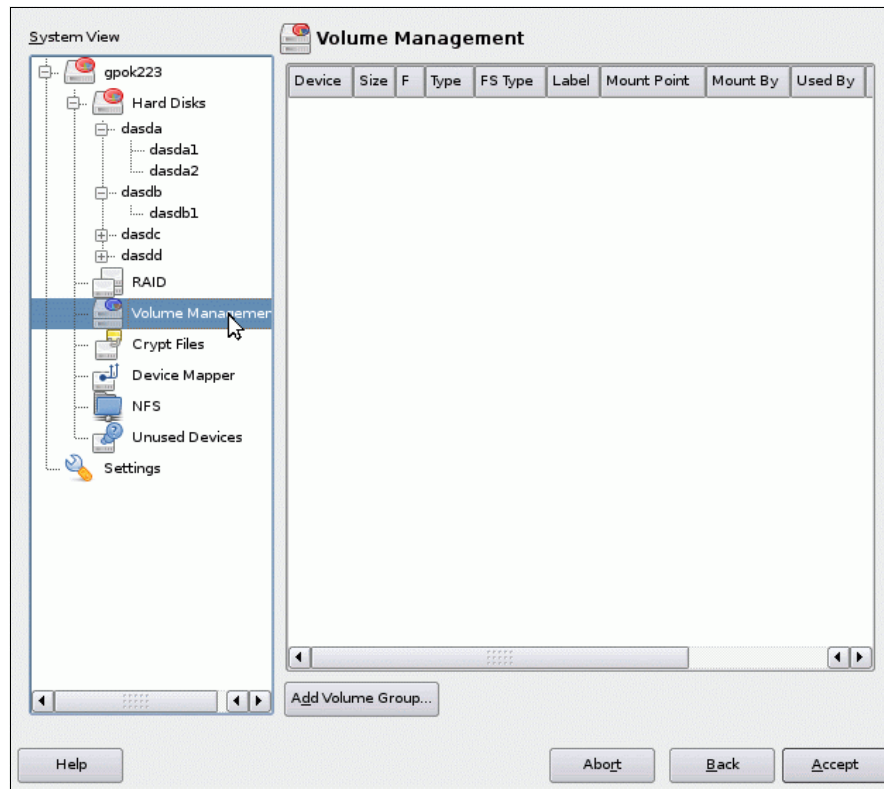 System View
gpok223
Hard Disks
dasda
dasda1
dasda2
dasdb
dasdb1
dasdc
dasdd
RAID
Volume Managemen
Crypt Files
Device Mapper
NFS
Unused Devices
Settings
Volume Management
Device Size F Type FS Type Label Mount Point Mount By Used By
Add Volume Group...
Help Abort Back Accept